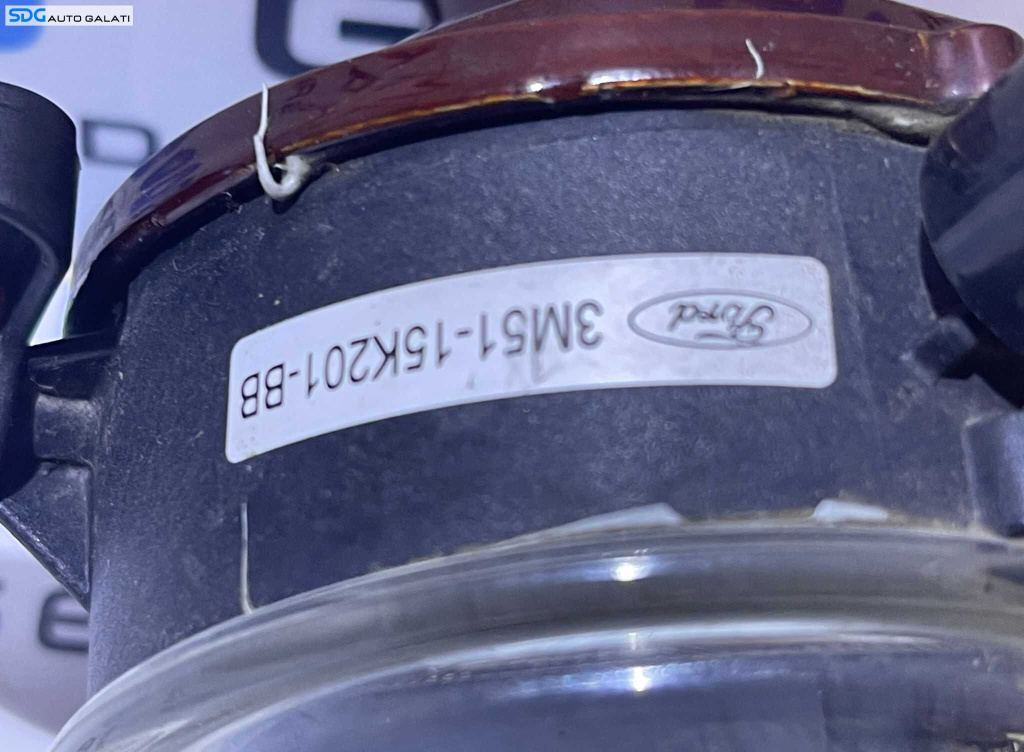 SDG AUTO GALATI
Ford
3M51-15K201-BB